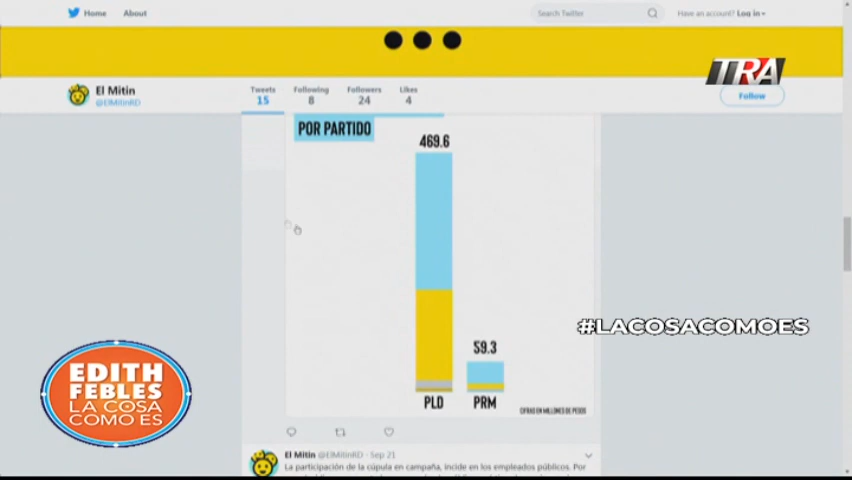 Home About Search Twitter Have an account? Log in
TRA
El Mitin
@ElMitinRD
Tweets Following Followers Likes
15 8 24 4
Follow
POR PARTIDO
469.6
59.3
PLD PRM
CIFRAS EN MILLONES DE PESOS
#LACOSACOMOES
EDITH
FEBLES
LA COSA
COMO ES
El Mitin @ElMitinRD · Sep 21
La participación de la cúpula en campaña, incide en los empleados públicos. Por